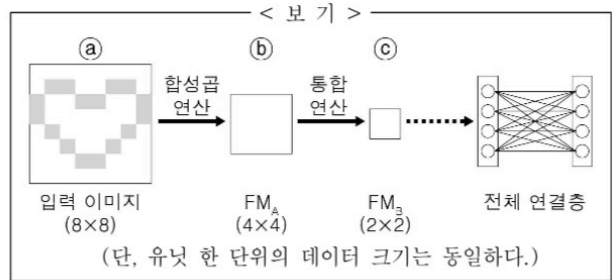 < 보 기 >
ⓐ ⓑ ⓒ
합성곱 연산
통합 연산
입력 이미지 (8×8)
FM_A (4×4)
FM_B (2×2)
전체 연결층
(단, 유닛 한 단위의 데이터 크기는 동일하다.)